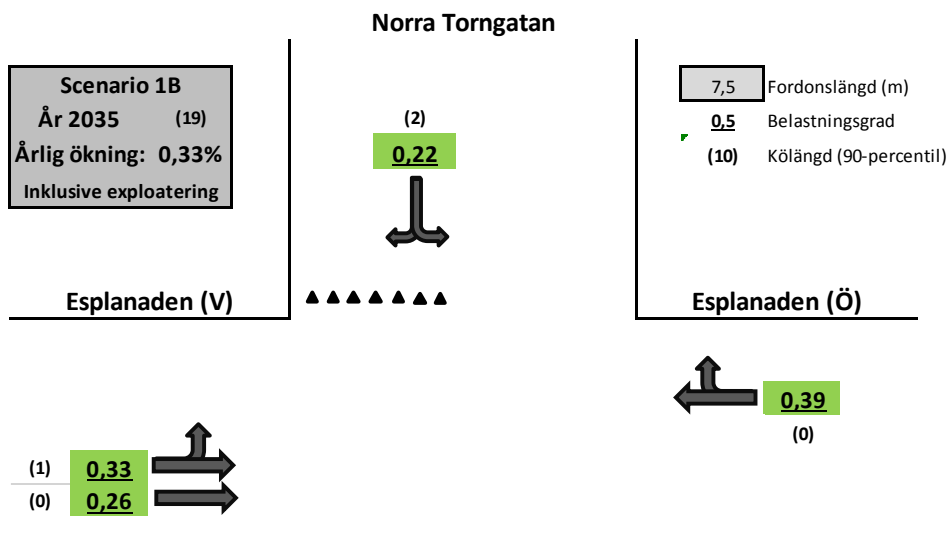 Norra Torngatan
Scenario 1B
År 2035 (19)
Årlig ökning: 0,33%
Inklusive exploatering
(2)
0,22
7,5 Fordonslängd (m)
0,5 Belastningsgrad
(10) Kölängd (90-percentil)
Esplanaden (V)
Esplanaden (Ö)
0,39
(0)
(1) 0,33
(0) 0,26